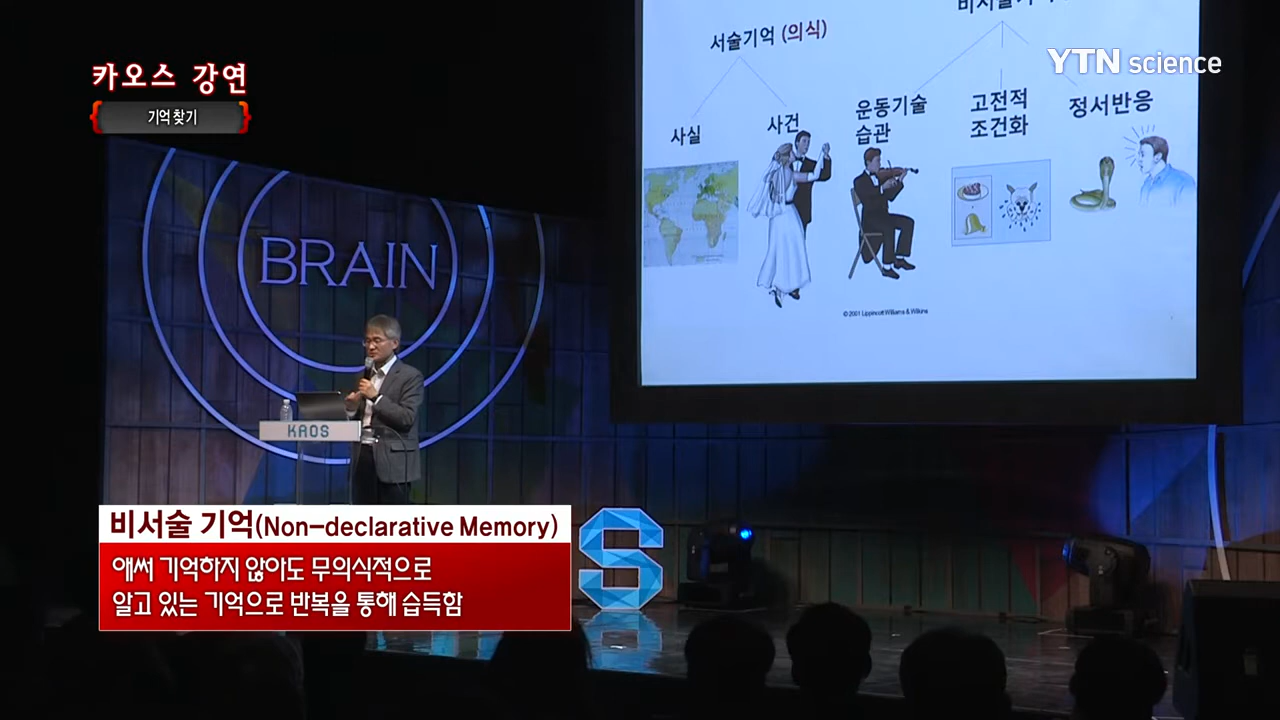 카오스 강연
기억 찾기
YTN science
서술기억 (의식)
사실
사건
운동기술
습관
고전적
조건화
정서반응
© 2001 Lippincott Williams & Wilkins
BRAIN
KAOS
비서술 기억(Non-declarative Memory)
애써 기억하지 않아도 무의식적으로
알고 있는 기억으로 반복을 통해 습득함
S